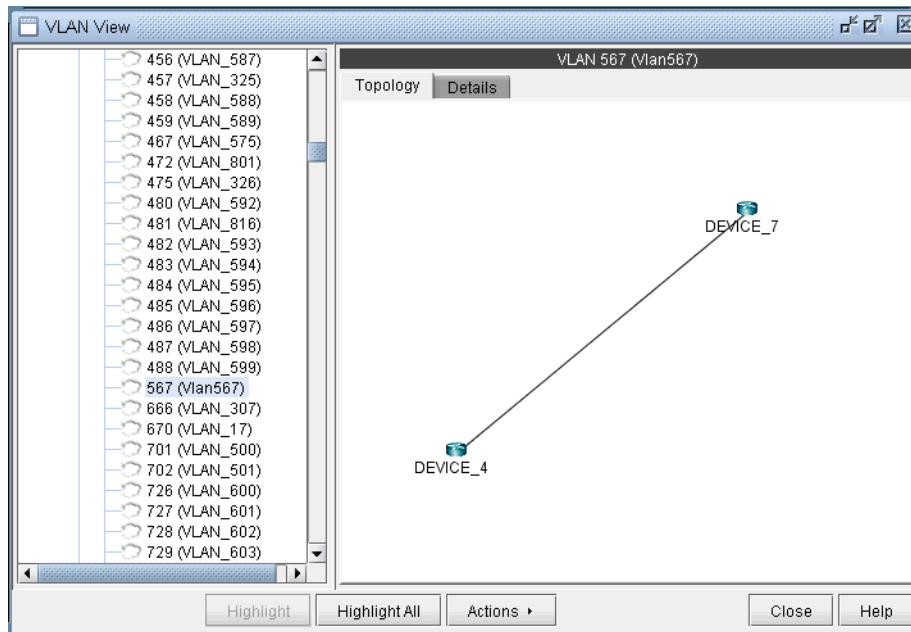 VLAN View
456 (VLAN_587)
457 (VLAN_325)
458 (VLAN_588)
459 (VLAN_589)
467 (VLAN_575)
472 (VLAN_801)
475 (VLAN_326)
480 (VLAN_592)
481 (VLAN_816)
482 (VLAN_593)
483 (VLAN_594)
484 (VLAN_595)
485 (VLAN_596)
486 (VLAN_597)
487 (VLAN_598)
488 (VLAN_599)
567 (Vlan567)
666 (VLAN_307)
670 (VLAN_17)
701 (VLAN_500)
702 (VLAN_501)
726 (VLAN_600)
727 (VLAN_601)
728 (VLAN_602)
729 (VLAN_603)
VLAN 567 (Vlan567)
Topology Details
DEVICE_7
DEVICE_4
Highlight Highlight All Actions Close Help